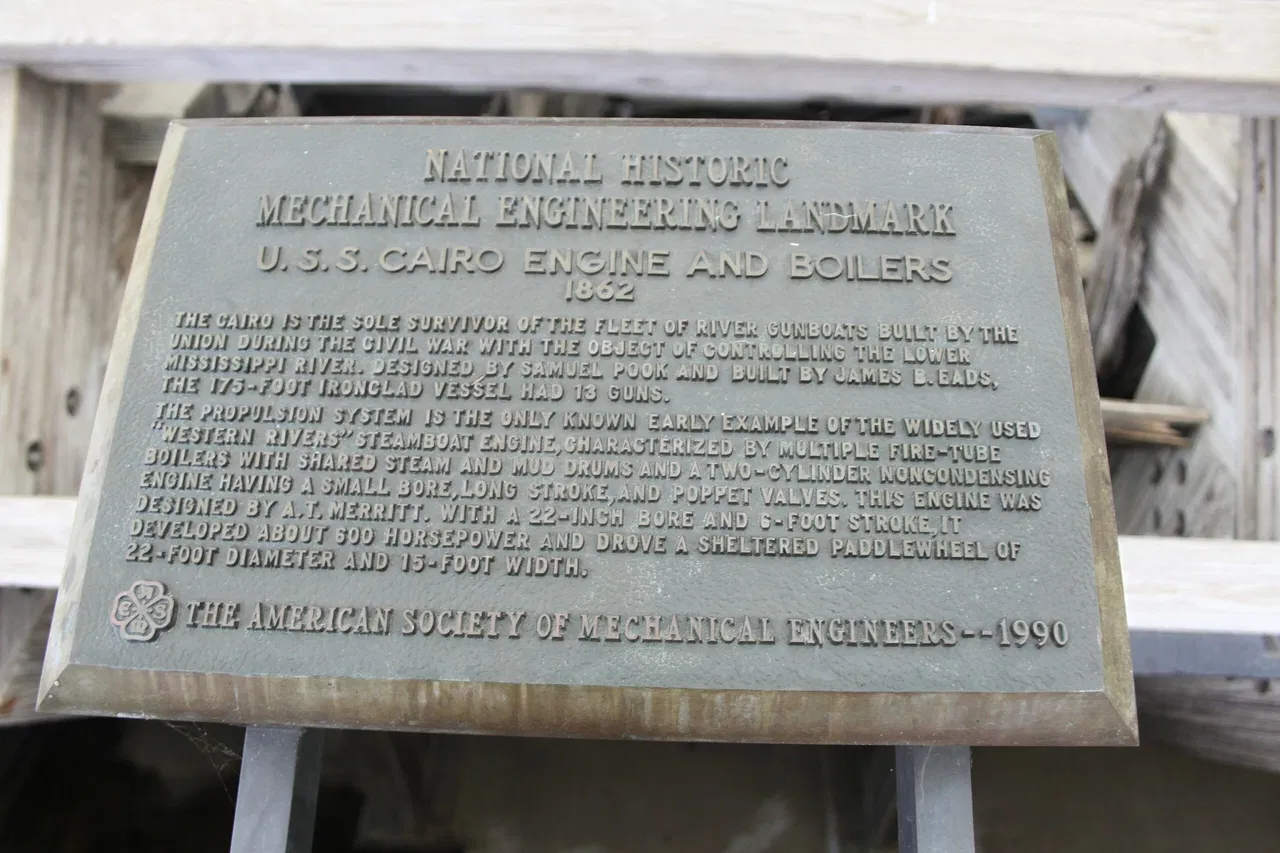 NATIONAL HISTORIC
MECHANICAL ENGINEERING LANDMARK
U.S.S. CAIRO ENGINE AND BOILERS
1862
THE CAIRO IS THE SOLE SURVIVOR OF THE FLEET OF RIVER GUNBOATS BUILT BY THE
UNION DURING THE CIVIL WAR WITH THE OBJECT OF CONTROLLING THE LOWER
MISSISSIPPI RIVER. DESIGNED BY SAMUEL POOK AND BUILT BY JAMES B. EADS,
THE 175-FOOT IRONCLAD VESSEL HAD 13 GUNS.
THE PROPULSION SYSTEM IS THE ONLY KNOWN EARLY EXAMPLE OF THE WIDELY USED
"WESTERN RIVERS" STEAMBOAT ENGINE, CHARACTERIZED BY MULTIPLE FIRE-TUBE
BOILERS WITH SHARED STEAM AND MUD DRUMS AND A TWO-CYLINDER NONCONDENSING
ENGINE HAVING A SMALL BORE, LONG STROKE, AND POPPET VALVES. THIS ENGINE WAS
DESIGNED BY A.T. MERRITT. WITH A 22-INCH BORE AND 6-FOOT STROKE, IT
DEVELOPED ABOUT 600 HORSEPOWER AND DROVE A SHELTERED PADDLEWHEEL OF
22-FOOT DIAMETER AND 15-FOOT WIDTH.
ASME THE AMERICAN SOCIETY OF MECHANICAL ENGINEERS--1990